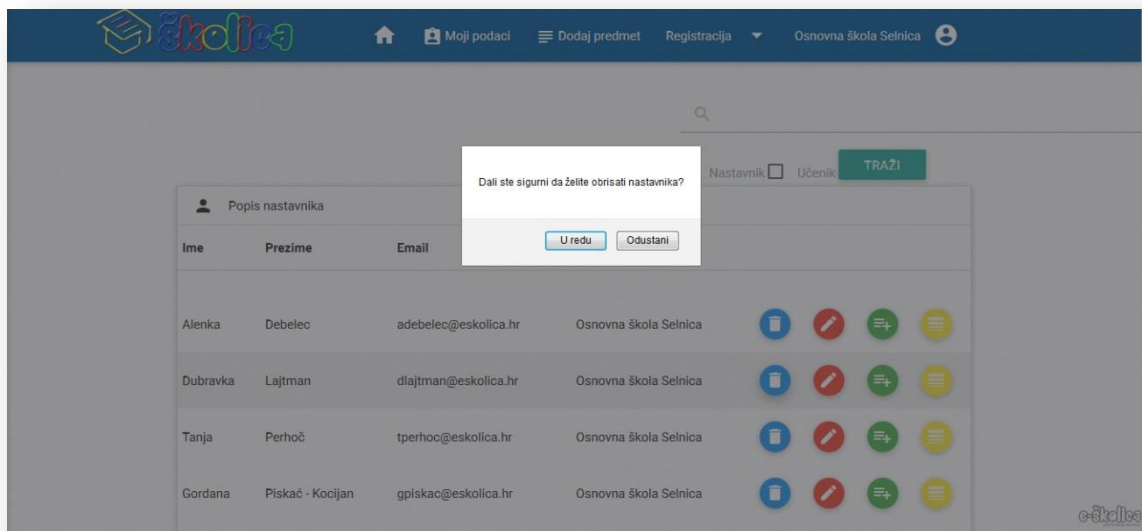 školica
Moji podaci
Dodaj predmet
Registracija
Osnovna škola Selnica
Nastavnik
Učenik
TRAŽI
Dali ste sigurni da želite obrisati nastavnika?
U redu
Odustani
Popis nastavnika
Ime Prezime Email
Alenka Debelec adebelec@eskolica.hr Osnovna škola Selnica
Dubravka Lajtman dlajtman@eskolica.hr Osnovna škola Selnica
Tanja Perhoč tperhoc@eskolica.hr Osnovna škola Selnica
Gordana Piskać - Kocijan gpiskac@eskolica.hr Osnovna škola Selnica
e-školica